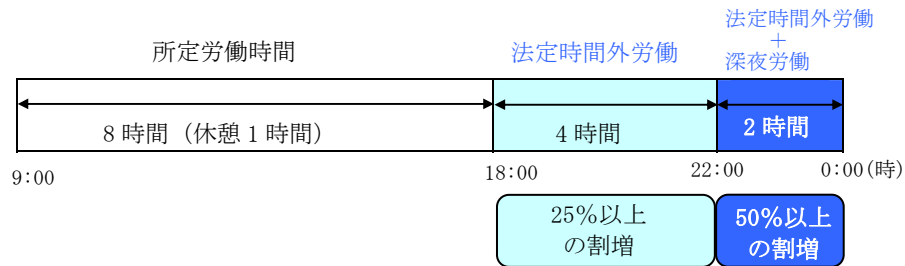 所定労働時間
法定時間外労働
法定時間外労働
+
深夜労働
8時間(休憩1時間)
4時間
2時間
9:00
18:00
22:00
0:00(時)
25%以上
の割増
50%以上
の割増